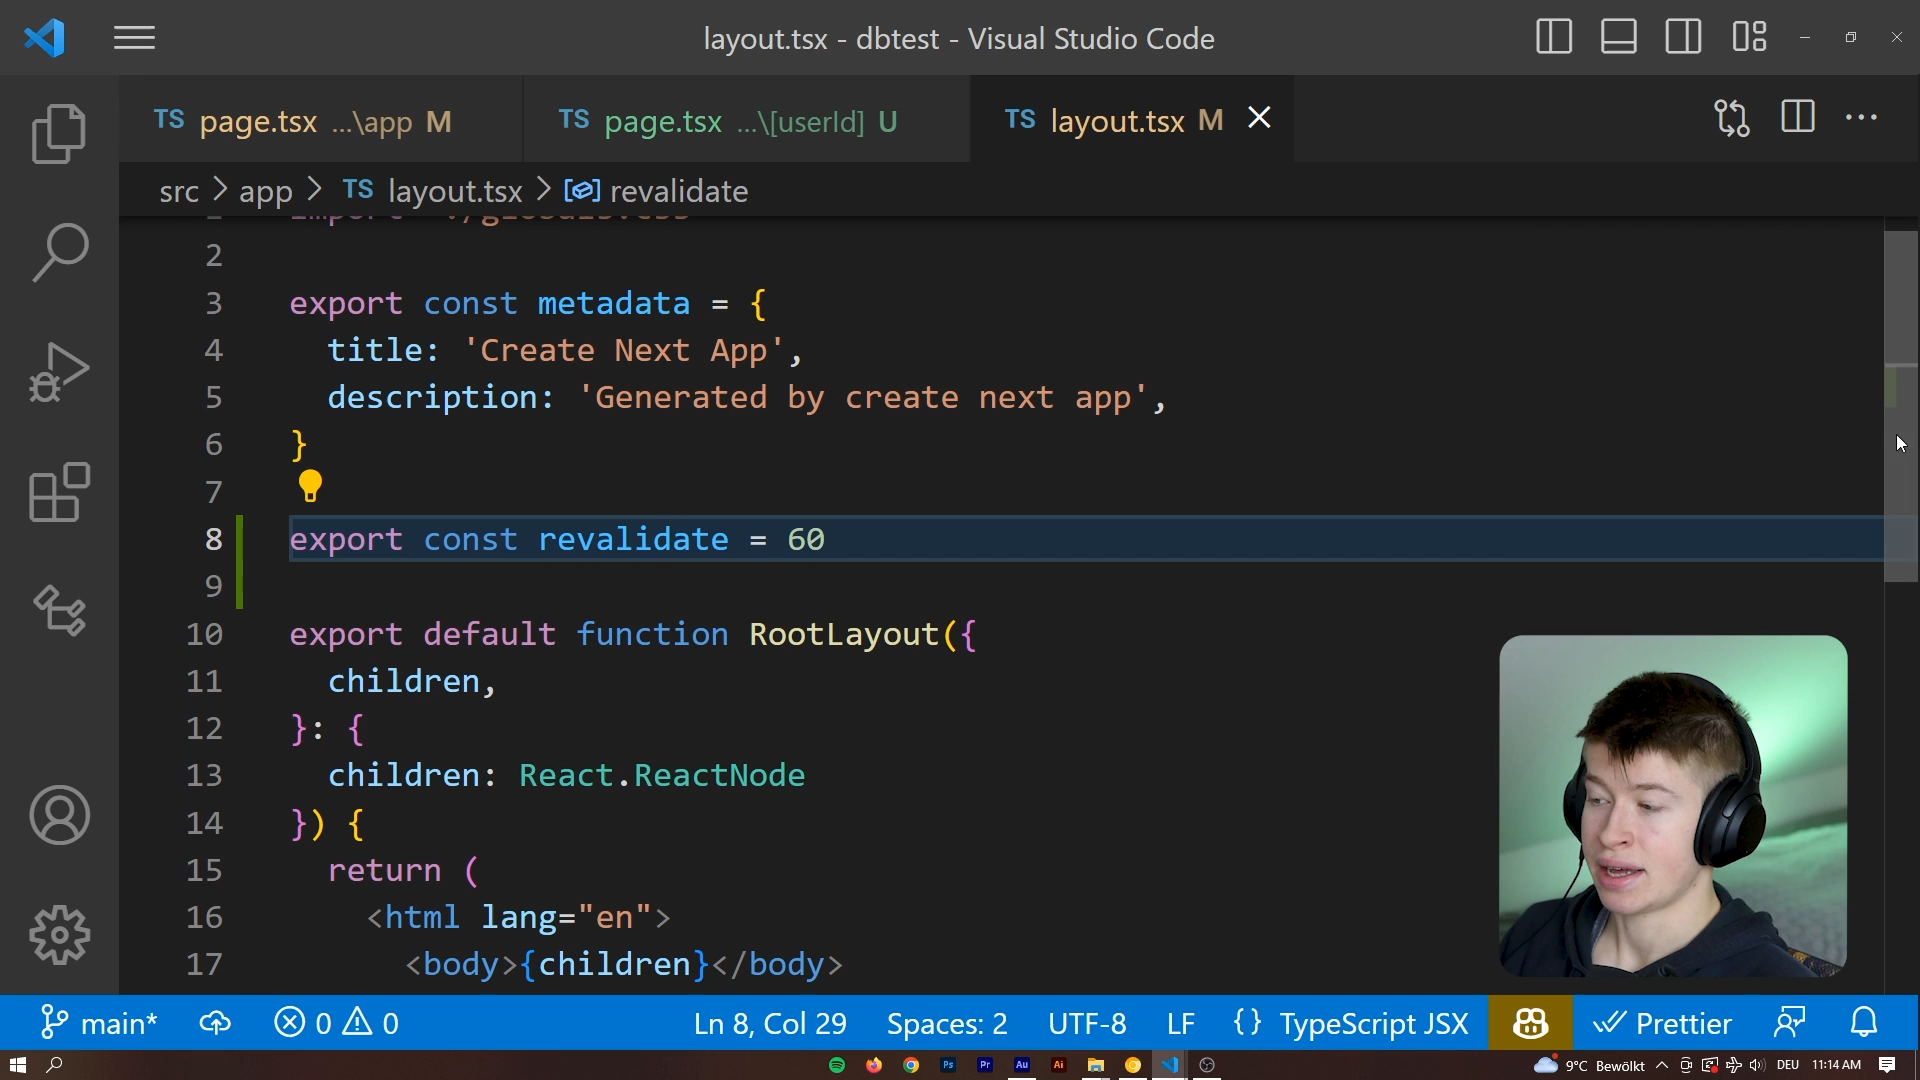 layout.tsx - dbtest - Visual Studio Code
TS page.tsx ...\app M
TS page.tsx ...\[userId] U
TS layout.tsx M
src > app > TS layout.tsx > revalidate
2
3 export const metadata = {
4 title: 'Create Next App',
5 description: 'Generated by create next app',
6 }
7
8 export const revalidate = 60
9
10 export default function RootLayout({
11 children,
12 }: {
13 children: React.ReactNode
14 }) {
15 return (
16 <html lang="en">
17 <body>{children}</body>
main* 0 0 Ln 8, Col 29 Spaces: 2 UTF-8 LF {} TypeScript JSX Prettier
Ps Pr Au Ai 9°C Bewölkt DEU 11:14 AM